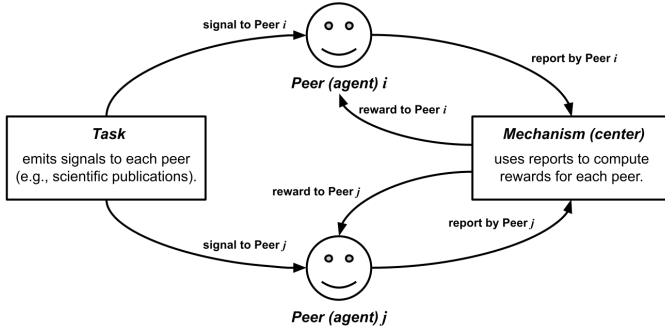 signal to Peer i
Peer (agent) i
report by Peer i
reward to Peer i
Task
emits signals to each peer
(e.g., scientific publications).
Mechanism (center)
uses reports to compute
rewards for each peer.
reward to Peer j
report by Peer j
signal to Peer j
Peer (agent) j